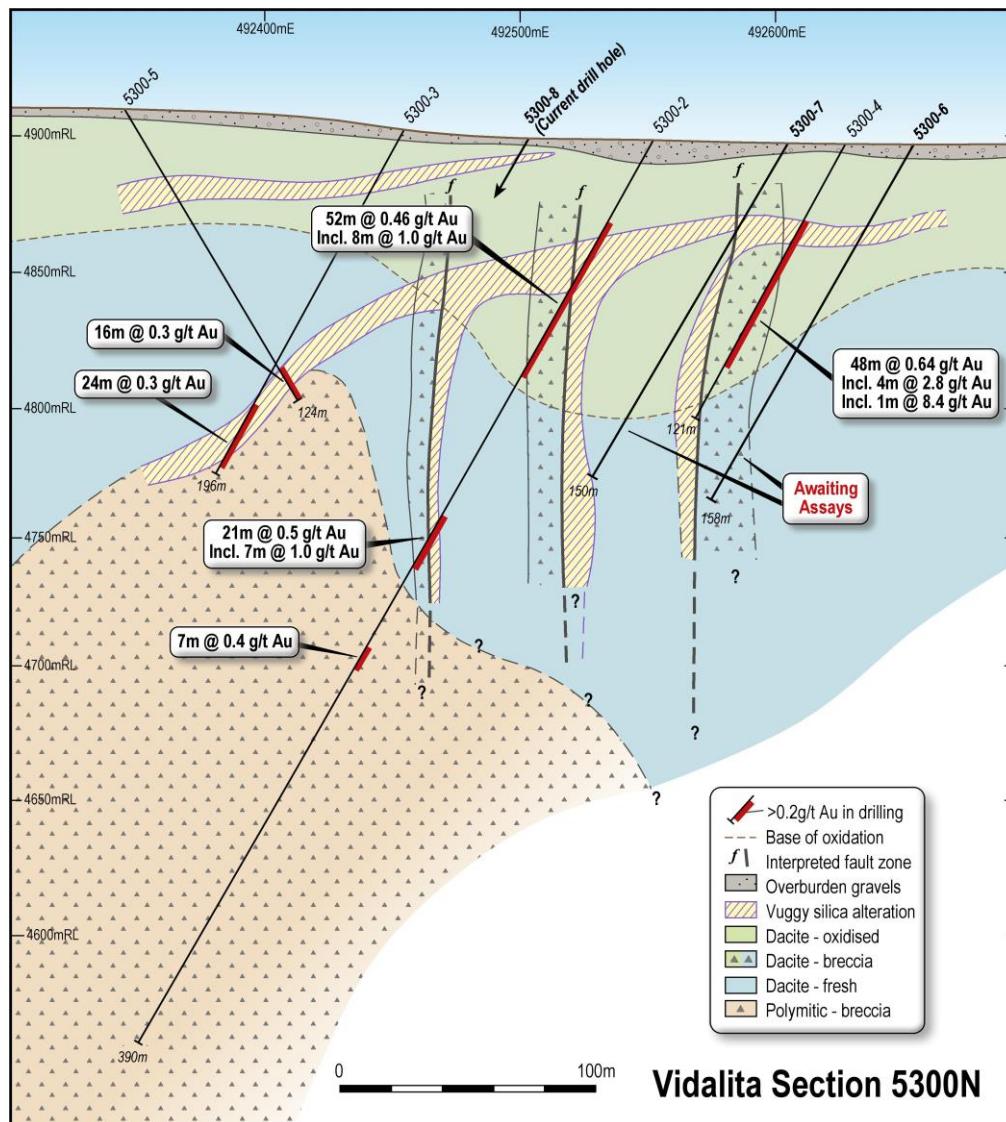 492400mE
492500mE
492600mE
5300-5
5300-3
5300-8
(Current drill hole)
5300-2
5300-7
5300-4
5300-6
4900mRL
4850mRL
4800mRL
4750mRL
4700mRL
4650mRL
4600mRL
f
f
f
52m @ 0.46 g/t Au
Incl. 8m @ 1.0 g/t Au
16m @ 0.3 g/t Au
24m @ 0.3 g/t Au
48m @ 0.64 g/t Au
Incl. 4m @ 2.8 g/t Au
Incl. 1m @ 8.4 g/t Au
124m
121m
196m
150m
158m
Awaiting
Assays
21m @ 0.5 g/t Au
Incl. 7m @ 1.0 g/t Au
7m @ 0.4 g/t Au
?
?
?
?
?
?
?
390m
>0.2g/t Au in drilling
Base of oxidation
f Interpreted fault zone
Overburden gravels
Vuggy silica alteration
Dacite - oxidised
Dacite - breccia
Dacite - fresh
Polymitic - breccia
0
100m
Vidalita Section 5300N